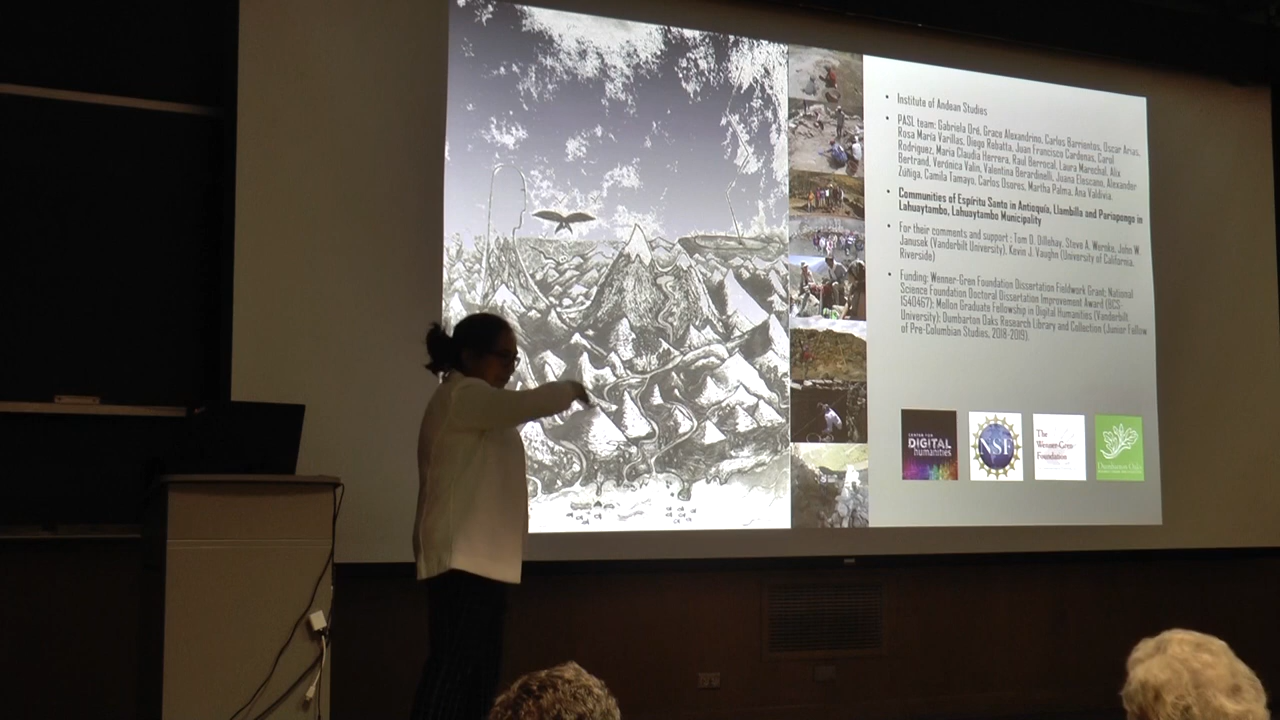 • Institute of Andean Studies
• PASL team: Gabriela Oré, Grace Alexandrino, Carlos Barrientos, Oscar Arias,
Rosa María Varillas, Diego Rebatta, Juan Francisco Cardenas, Carol
Rodriguez, Maria Claudia Herrera, Raul Berrocal, Laura Marechal, Alix
Bertrand, Verónica Valin, Valentina Berardinelli, Joana Elescano, Alexander
Zúñiga, Camila Tamayo, Carlos Osores, Martha Palma, Ana Valdivia.
• Communities of Espíritu Santo in Antioquía, Llambilla and Pariapongo in
Lahuaytambo, Lahuaytambo Municipality
• For their comments and support : Tom D. Dillehay, Steve A. Wernke, John W.
Janusek (Vanderbilt University), Kevin J. Vaughn (University of California,
Riverside)
• Funding: Wenner-Gren Foundation Dissertation Fieldwork Grant; National
Science Foundation Doctoral Dissertation Improvement Award (BCS-
1540467); Mellon Graduate Fellowship in Digital Humanities (Vanderbilt
University); Dumbarton Oaks Research Library and Collection (Junior Fellow
of Pre-Columbian Studies, 2018-2019).
CENTER FOR
DIGITAL
humanities
NSF
The
Wenner-Gren
Foundation
Dumbarton Oaks